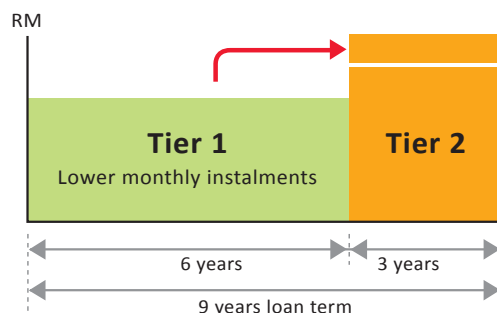 RM
Tier 1
Lower monthly instalments
Tier 2
6 years
3 years
9 years loan term